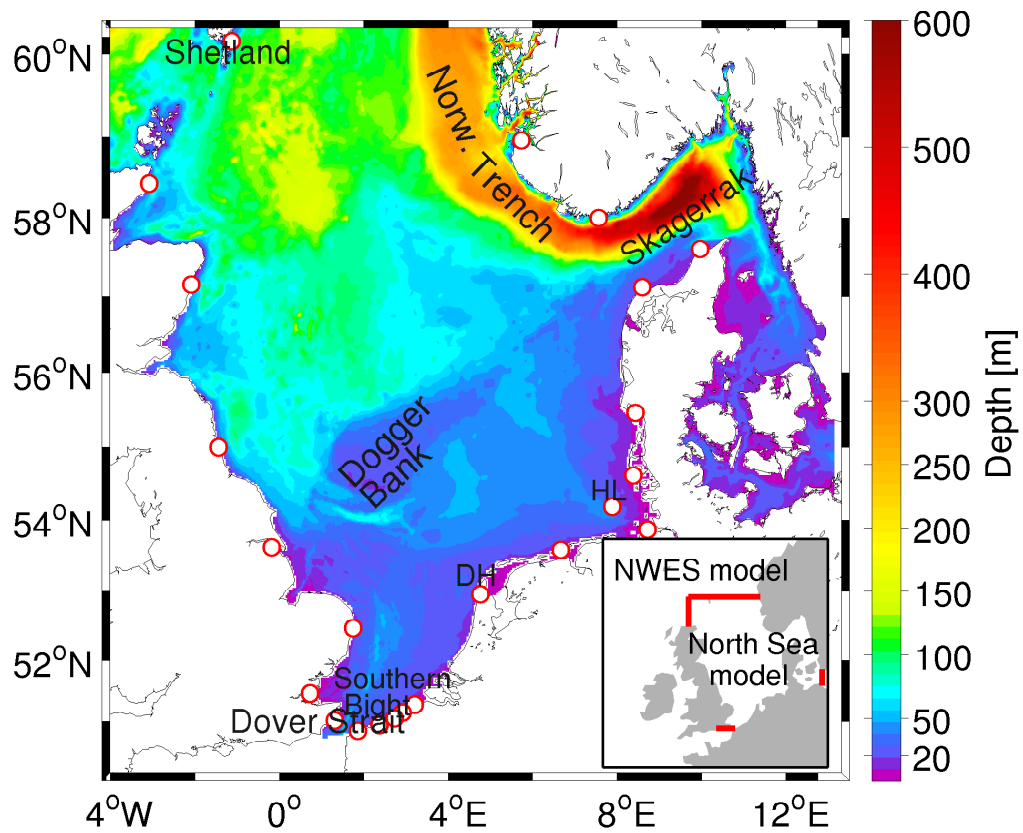 60°N
58°N
56°N
54°N
52°N
4°W
0°
4°E
8°E
12°E
Shetland
Norw. Trench
Skagerrak
Dogger
Bank
HL
DH
Southern
Bight
Dover Strait
NWES model
North Sea
model
600
500
400
300
250
200
150
100
50
20
Depth [m]